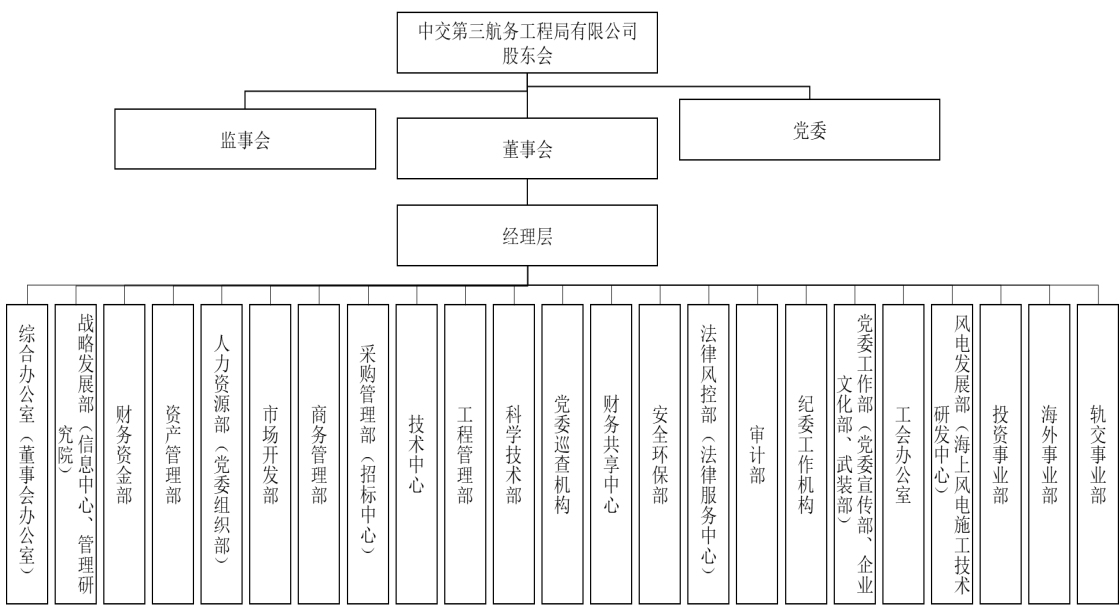 中交第三航务工程局有限公司
股东会
监事会
董事会
党委
经理层
综合办公室（董事会办公室）
战略发展部（信息中心、管理研
究院）
财务资金部
资产管理部
人力资源部（党委组织部）
市场开发部
商务管理部
采购管理部（招标中心）
技术中心
工程管理部
科学技术部
党委巡查机构
财务共享中心
安全环保部
法律风控部（法律服务中心）
审计部
纪委工作机构
党委工作部（党委宣传部、企业
文化部、武装部）
工会办公室
风电发展部（海上风电施工技术
研发中心）
投资事业部
海外事业部
轨交事业部